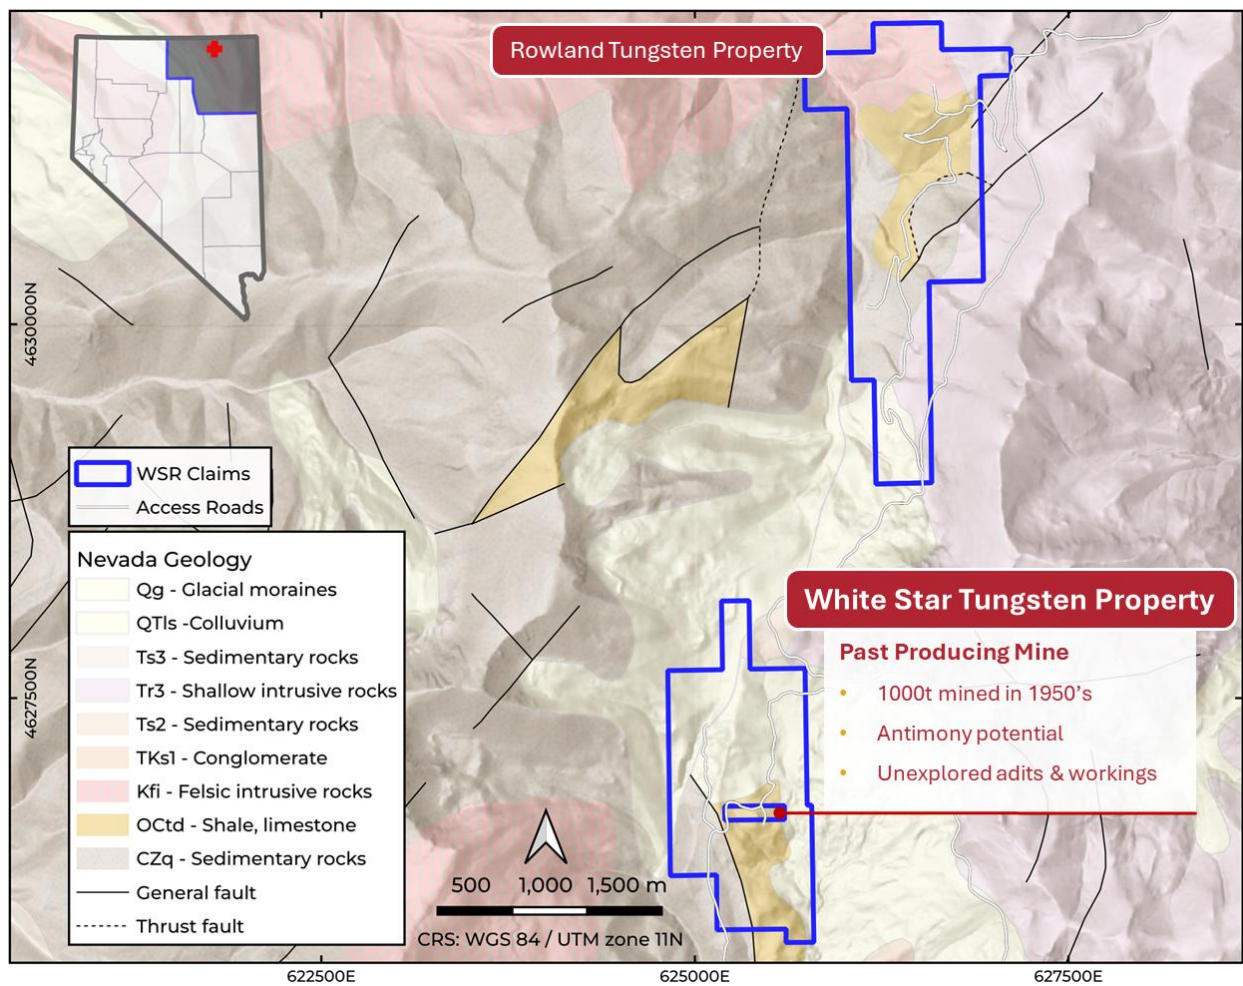 Rowland Tungsten Property
4630000N
WSR Claims
Access Roads
Nevada Geology
Qg - Glacial moraines
QTls -Colluvium
Ts3 - Sedimentary rocks
Tr3 - Shallow intrusive rocks
Ts2 - Sedimentary rocks
TKs1 - Conglomerate
Kfi - Felsic intrusive rocks
OCtd - Shale, limestone
CZq - Sedimentary rocks
General fault
Thrust fault
White Star Tungsten Property
Past Producing Mine
• 1000t mined in 1950’s
• Antimony potential
• Unexplored adits & workings
4627500N
500 1,000 1,500 m
CRS: WGS 84 / UTM zone 11N
622500E 625000E 627500E